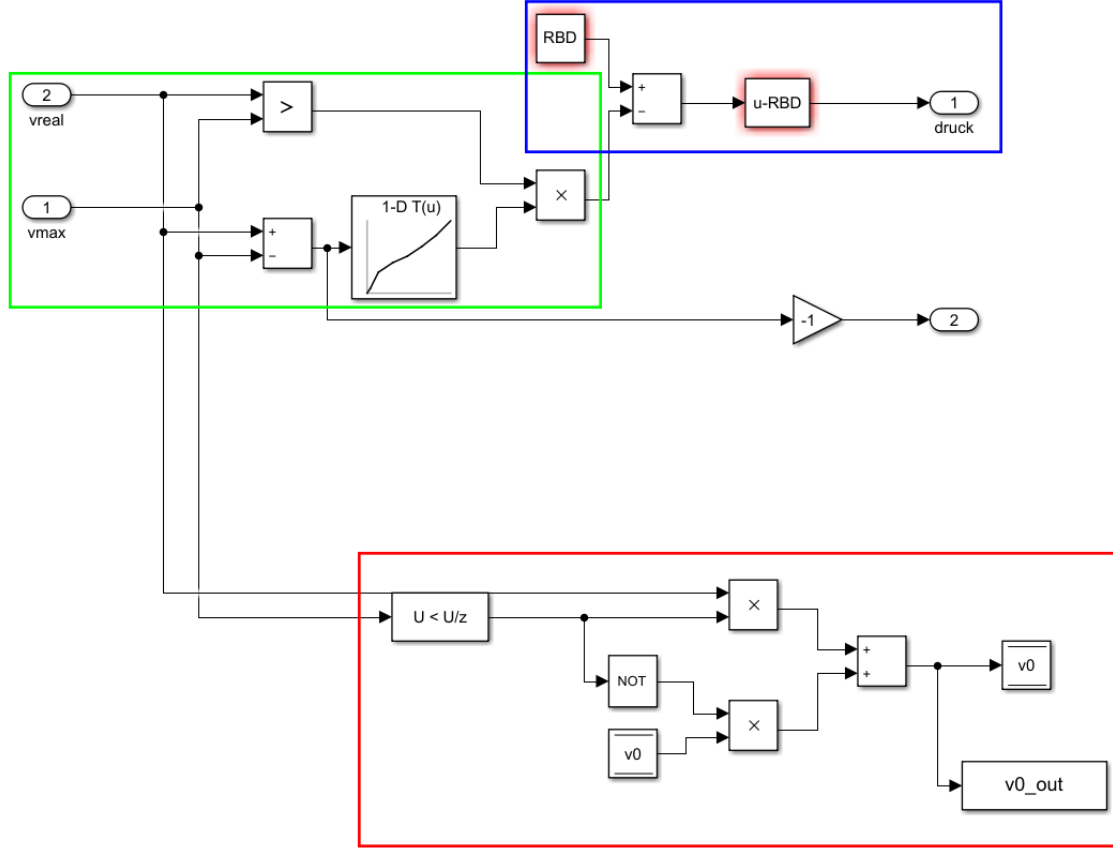 RBD
2
vreal
>
+
−
u-RBD
1
druck
1
vmax
+
−
1-D T(u)
×
-1
2
U < U/z
×
NOT
+
+
v0
v0
×
v0_out